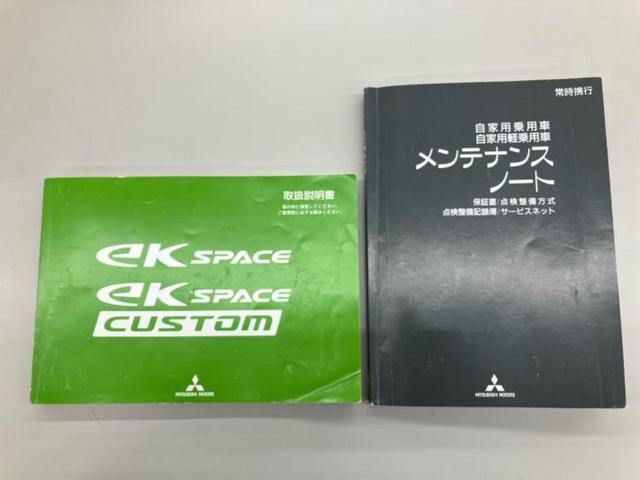 取扱説明書
車の中に保管してください。
ご使用前に必ずお読みください。
eK SPACE
eK SPACE
CUSTOM
MITSUBISHI MOTORS
常時携行
自家用乗用車
自家用軽乗用車
メンテナンス
ノート
保証書/点検整備方式
点検整備記録簿/サービスネット
MITSUBISHI MOTORS